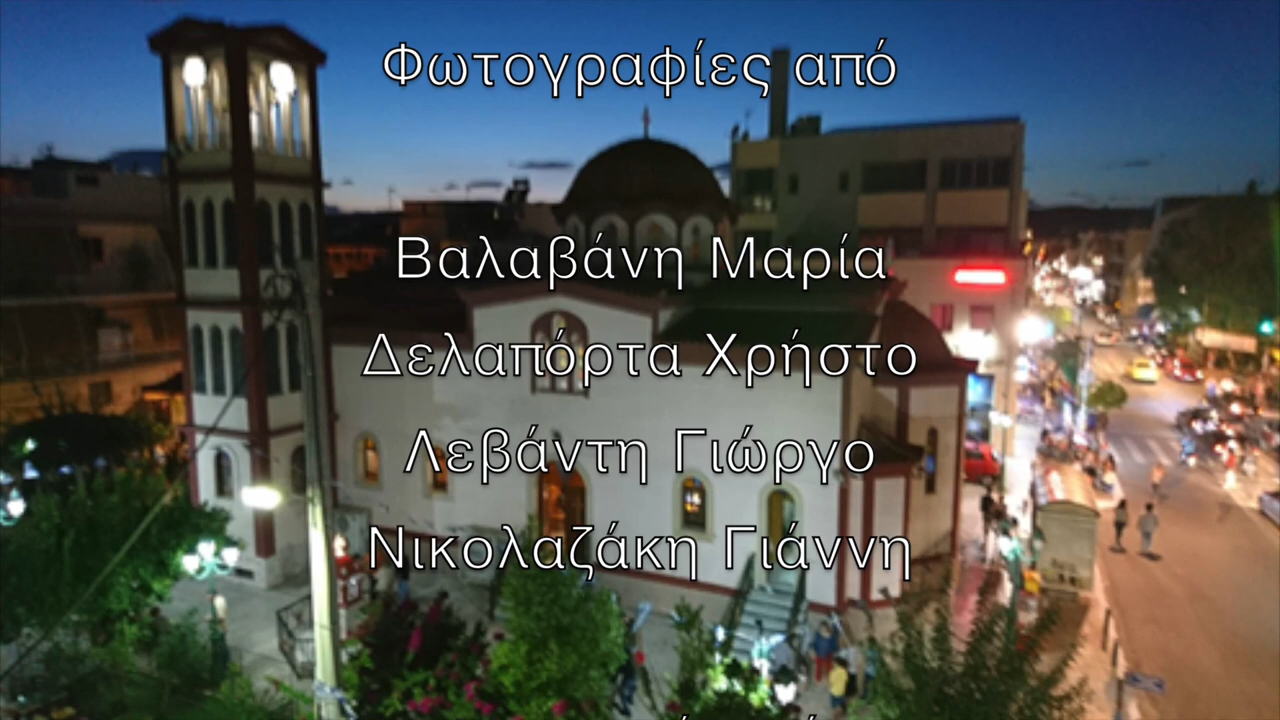 Φωτογραφίες από
Βαλαβάνη Μαρία
Δελαπόρτα Χρήστο
Λεβάντη Γιώργο
Νικολαζάκη Γιάννη